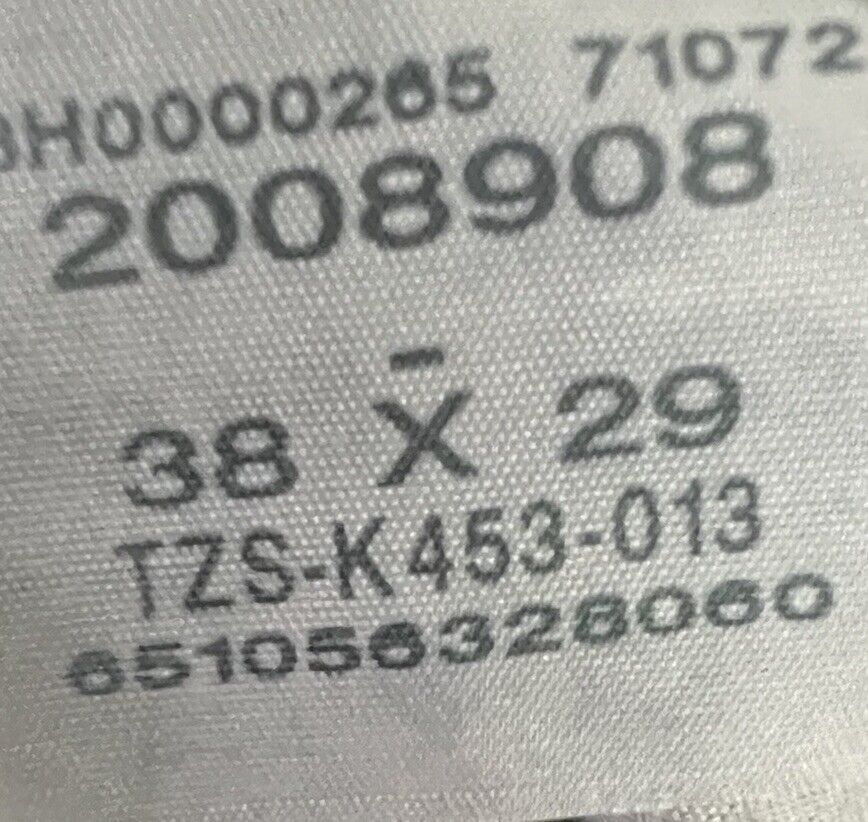 H0000265 71072
2008908
-
38 X 29
TZS-K453-013
651056328060